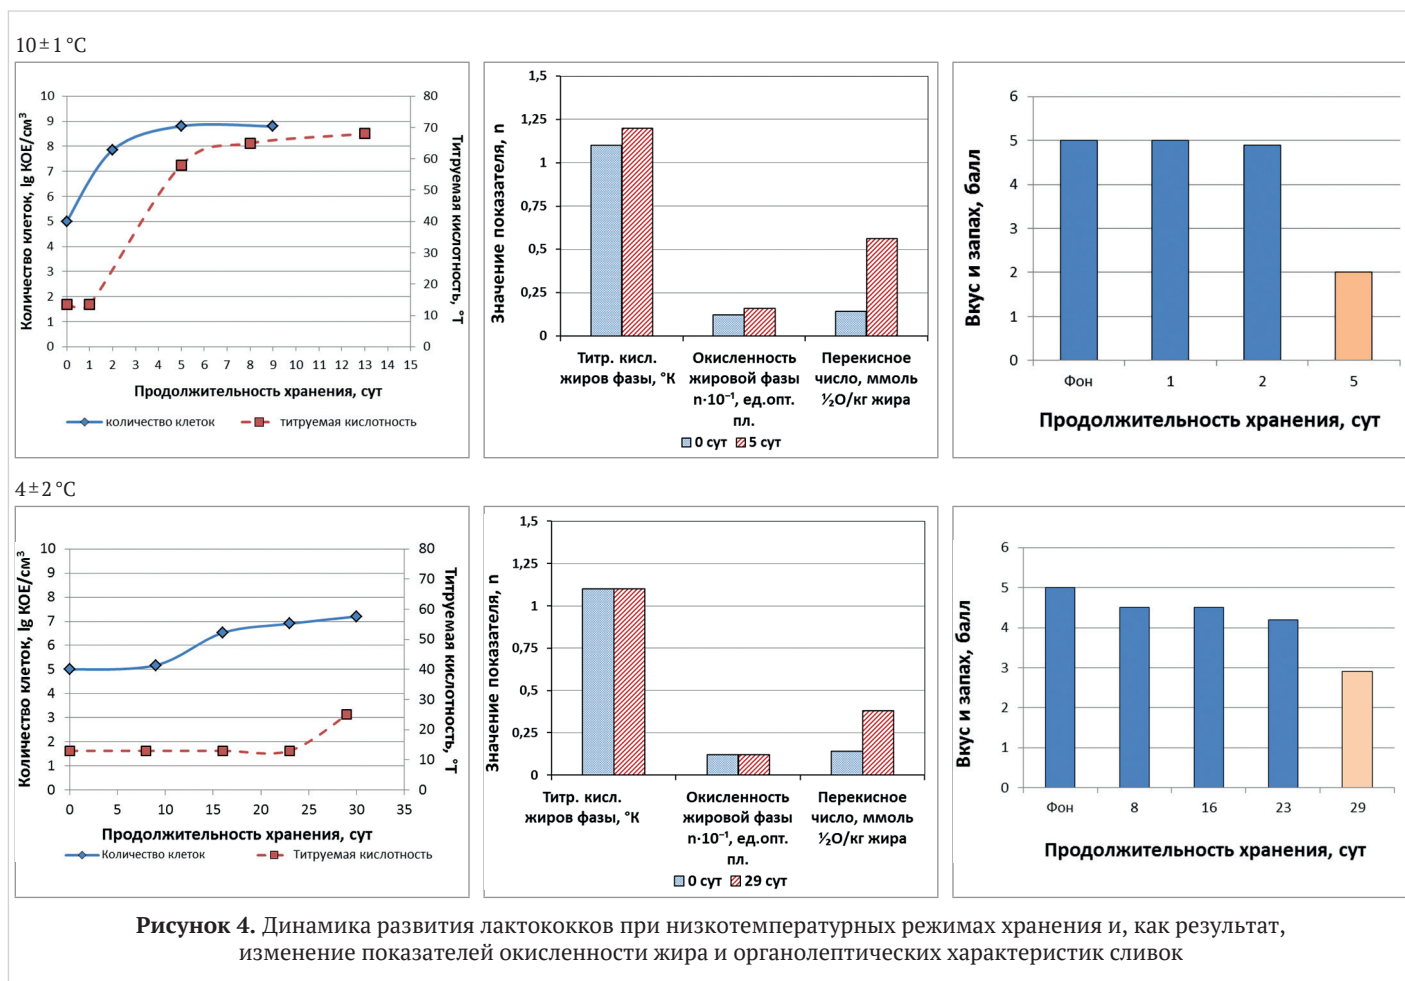 10±1 °C
Количество клеток, lg КОЕ/см³
10
9
8
7
6
5
4
3
2
1
0
80
70
60
50
40
30
20
10
0
Титруемая кислотность, °Т
0 1 2 3 4 5 6 7 8 9 10 11 12 13 14 15
Продолжительность хранения, сут
количество клеток титруемая кислотность
Значение показателя, n
1,5
1,25
1
0,75
0,5
0,25
0
Титр. кисл. жиров фазы, °К
Окисленность жировой фазы n·10⁻¹, ед.опт. пл.
Перекисное число, ммоль ½О/кг жира
0 сут 5 сут
Вкус и запах, балл
6
5
4
3
2
1
0
Фон 1 2 5
Продолжительность хранения, сут
4±2 °C
Количество клеток, lg КОЕ/см³
10
9
8
7
6
5
4
3
2
1
0
80
70
60
50
40
30
20
10
0
Титруемая кислотность, °Т
0 5 10 15 20 25 30 35
Продолжительность хранения, сут
Количество клеток Титруемая кислотность
Значение показателя, n
1,5
1,25
1
0,75
0,5
0,25
0
Титр. кисл. жиров фазы, °К
Окисленность жировой фазы n·10⁻¹, ед.опт. пл.
Перекисное число, ммоль ½О/кг жира
0 сут 29 сут
Вкус и запах, балл
6
5
4
3
2
1
0
Фон 8 16 23 29
Продолжительность хранения, сут
Рисунок 4. Динамика развития лактококков при низкотемпературных режимах хранения и, как результат,
изменение показателей окисленности жира и органолептических характеристик сливок